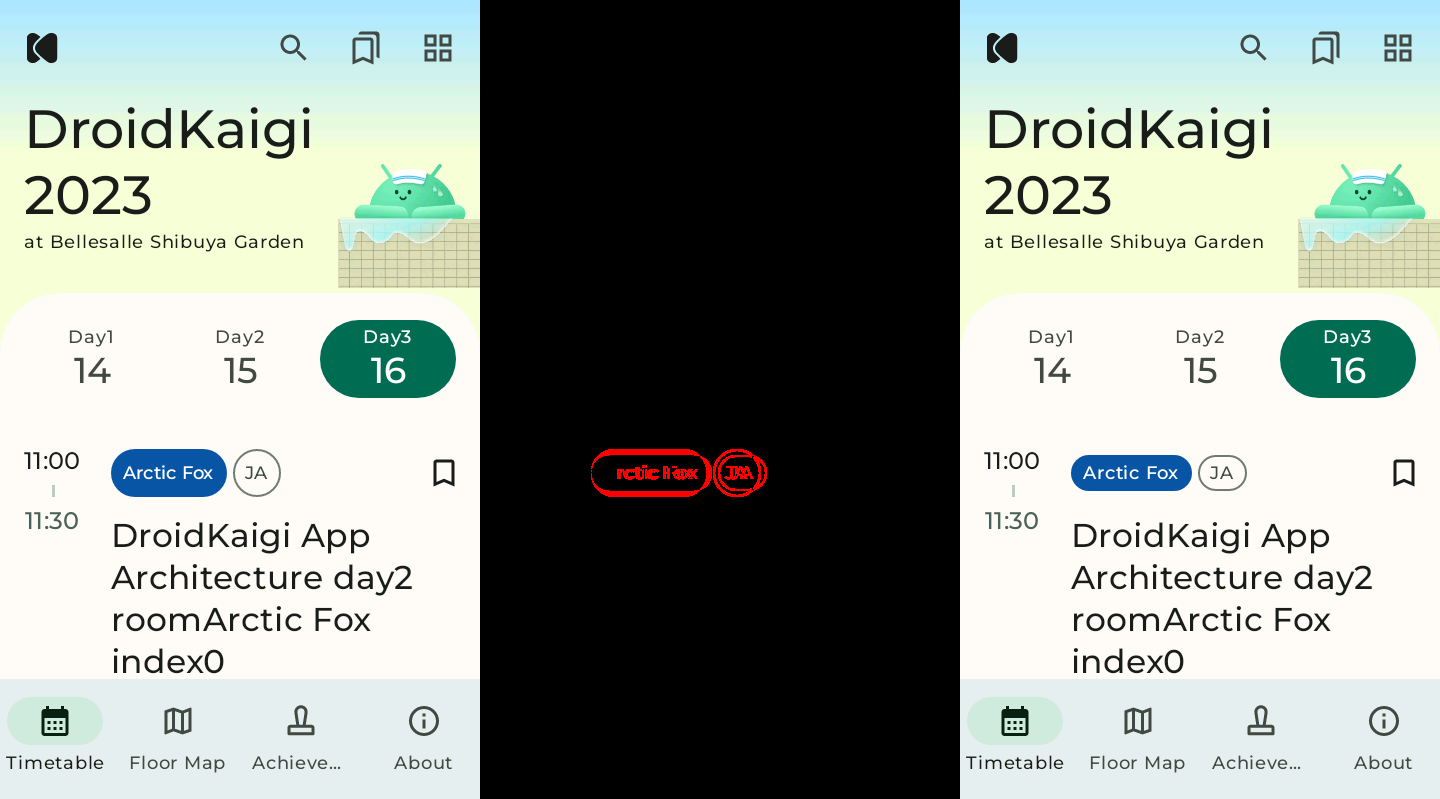 DroidKaigi
2023
at Bellesalle Shibuya Garden
Day1
14
Day2
15
Day3
16
11:00
11:30
Arctic Fox
JA
DroidKaigi App
Architecture day2
roomArctic Fox
index0
Timetable
Floor Map
Achieve…
About
DroidKaigi
2023
at Bellesalle Shibuya Garden
Day1
14
Day2
15
Day3
16
11:00
11:30
Arctic Fox
JA
DroidKaigi App
Architecture day2
roomArctic Fox
index0
Timetable
Floor Map
Achieve…
About